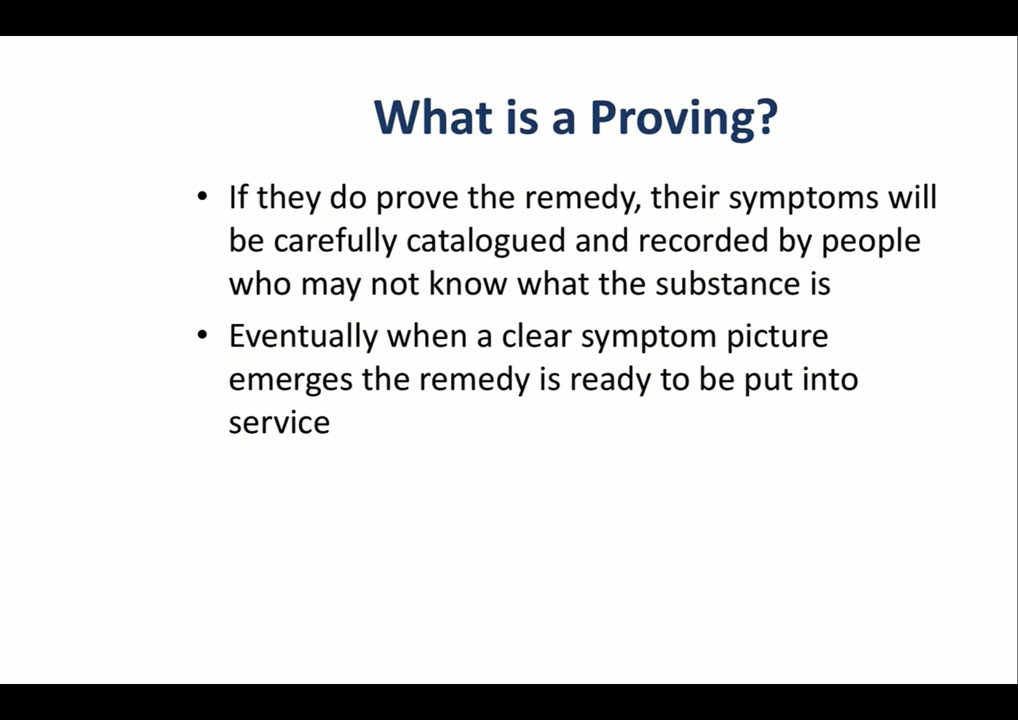 What is a Proving?
• If they do prove the remedy, their symptoms will
be carefully catalogued and recorded by people
who may not know what the substance is
• Eventually when a clear symptom picture
emerges the remedy is ready to be put into
service